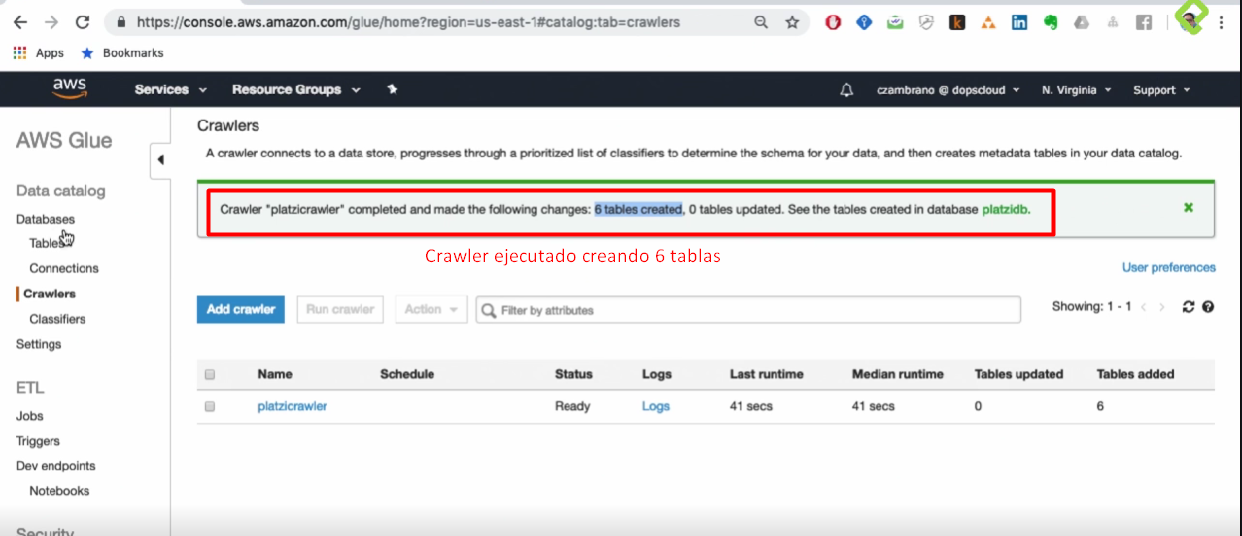 https://console.aws.amazon.com/glue/home?region=us-east-1#catalog:tab=crawlers
Apps Bookmarks
aws Services Resource Groups czambrano @ dopsdoud N. Virginia Support
AWS Glue
Data catalog
Databases
Tables
Connections
Crawlers
Classifiers
Settings
ETL
Jobs
Triggers
Dev endpoints
Notebooks
Security
Crawlers
A crawler connects to a data store, progresses through a prioritized list of classifiers to determine the schema for your data, and then creates metadata tables in your data catalog.
Crawler "platzicrawler" completed and made the following changes: 6 tables created, 0 tables updated. See the tables created in database platzidb.
Crawler ejecutado creando 6 tablas
User preferences
Add crawler Run crawler Action Filter by attributes Showing: 1 - 1
Name Schedule Status Logs Last runtime Median runtime Tables updated Tables added
platzicrawler Ready Logs 41 secs 41 secs 0 6